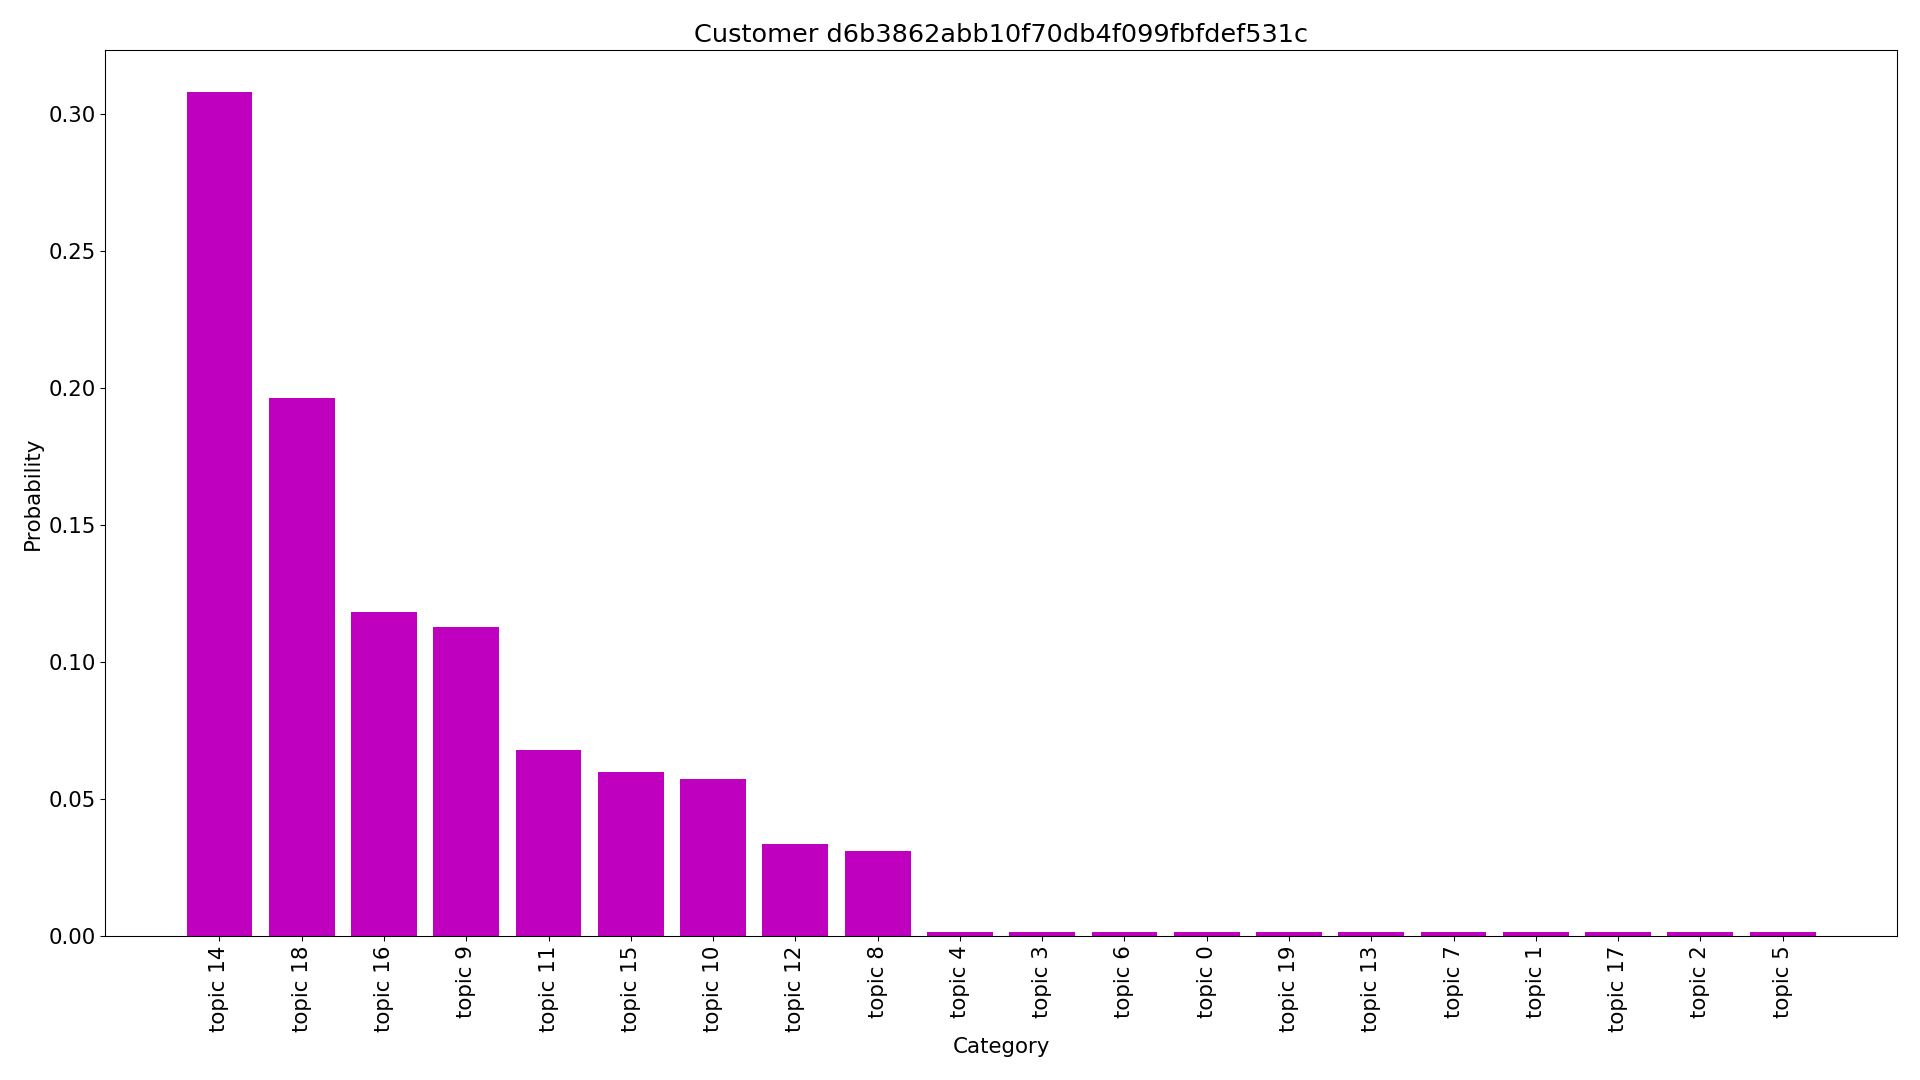 Customer d6b3862abb10f70db4f099fbfdef531c
Probability
0.30
0.25
0.20
0.15
0.10
0.05
0.00
topic 14
topic 18
topic 16
topic 9
topic 11
topic 15
topic 10
topic 12
topic 8
topic 4
topic 3
topic 6
topic 0
topic 19
topic 13
topic 7
topic 1
topic 17
topic 2
topic 5
Category